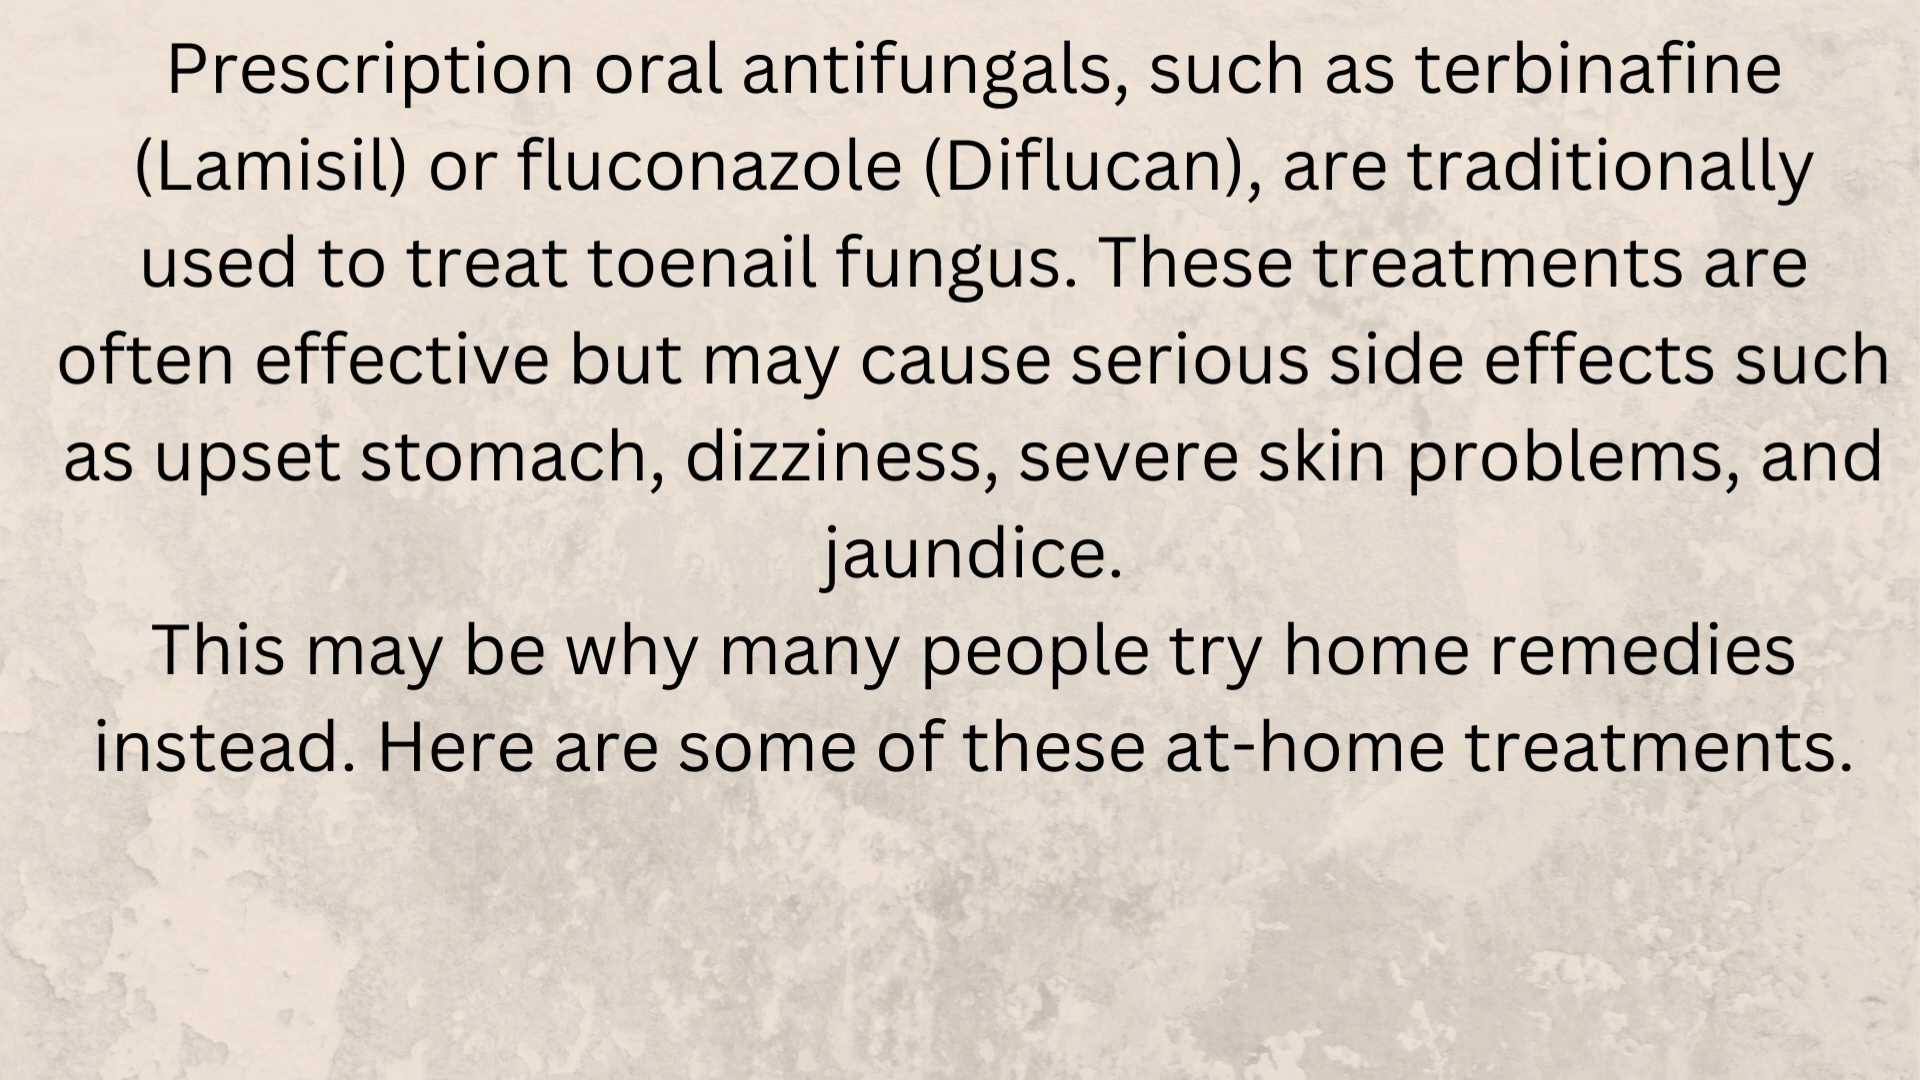 Prescription oral antifungals, such as terbinafine
(Lamisil) or fluconazole (Diflucan), are traditionally
used to treat toenail fungus. These treatments are
often effective but may cause serious side effects such
as upset stomach, dizziness, severe skin problems, and
jaundice.
This may be why many people try home remedies
instead. Here are some of these at-home treatments.